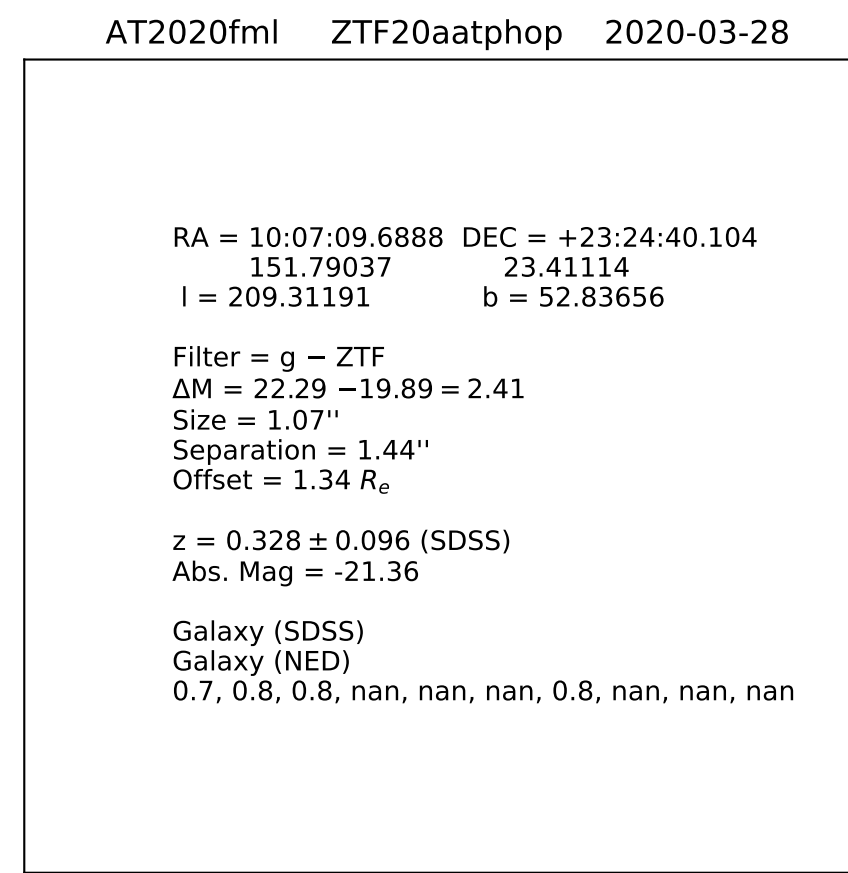 AT2020fml ZTF20aatphop 2020-03-28
RA = 10:07:09.6888 DEC = +23:24:40.104
151.79037 23.41114
l = 209.31191 b = 52.83656
Filter = g − ZTF
ΔM = 22.29 −19.89 = 2.41
Size = 1.07''
Separation = 1.44''
Offset = 1.34 Rₑ
z = 0.328 ± 0.096 (SDSS)
Abs. Mag = -21.36
Galaxy (SDSS)
Galaxy (NED)
0.7, 0.8, 0.8, nan, nan, nan, 0.8, nan, nan, nan